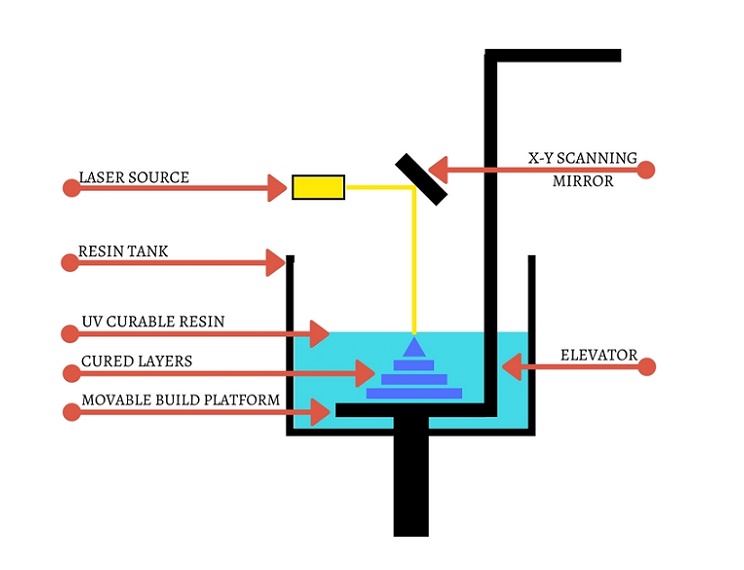 X-Y SCANNING
MIRROR
LASER SOURCE
RESIN TANK
UV CURABLE RESIN
CURED LAYERS
ELEVATOR
MOVABLE BUILD PLATFORM